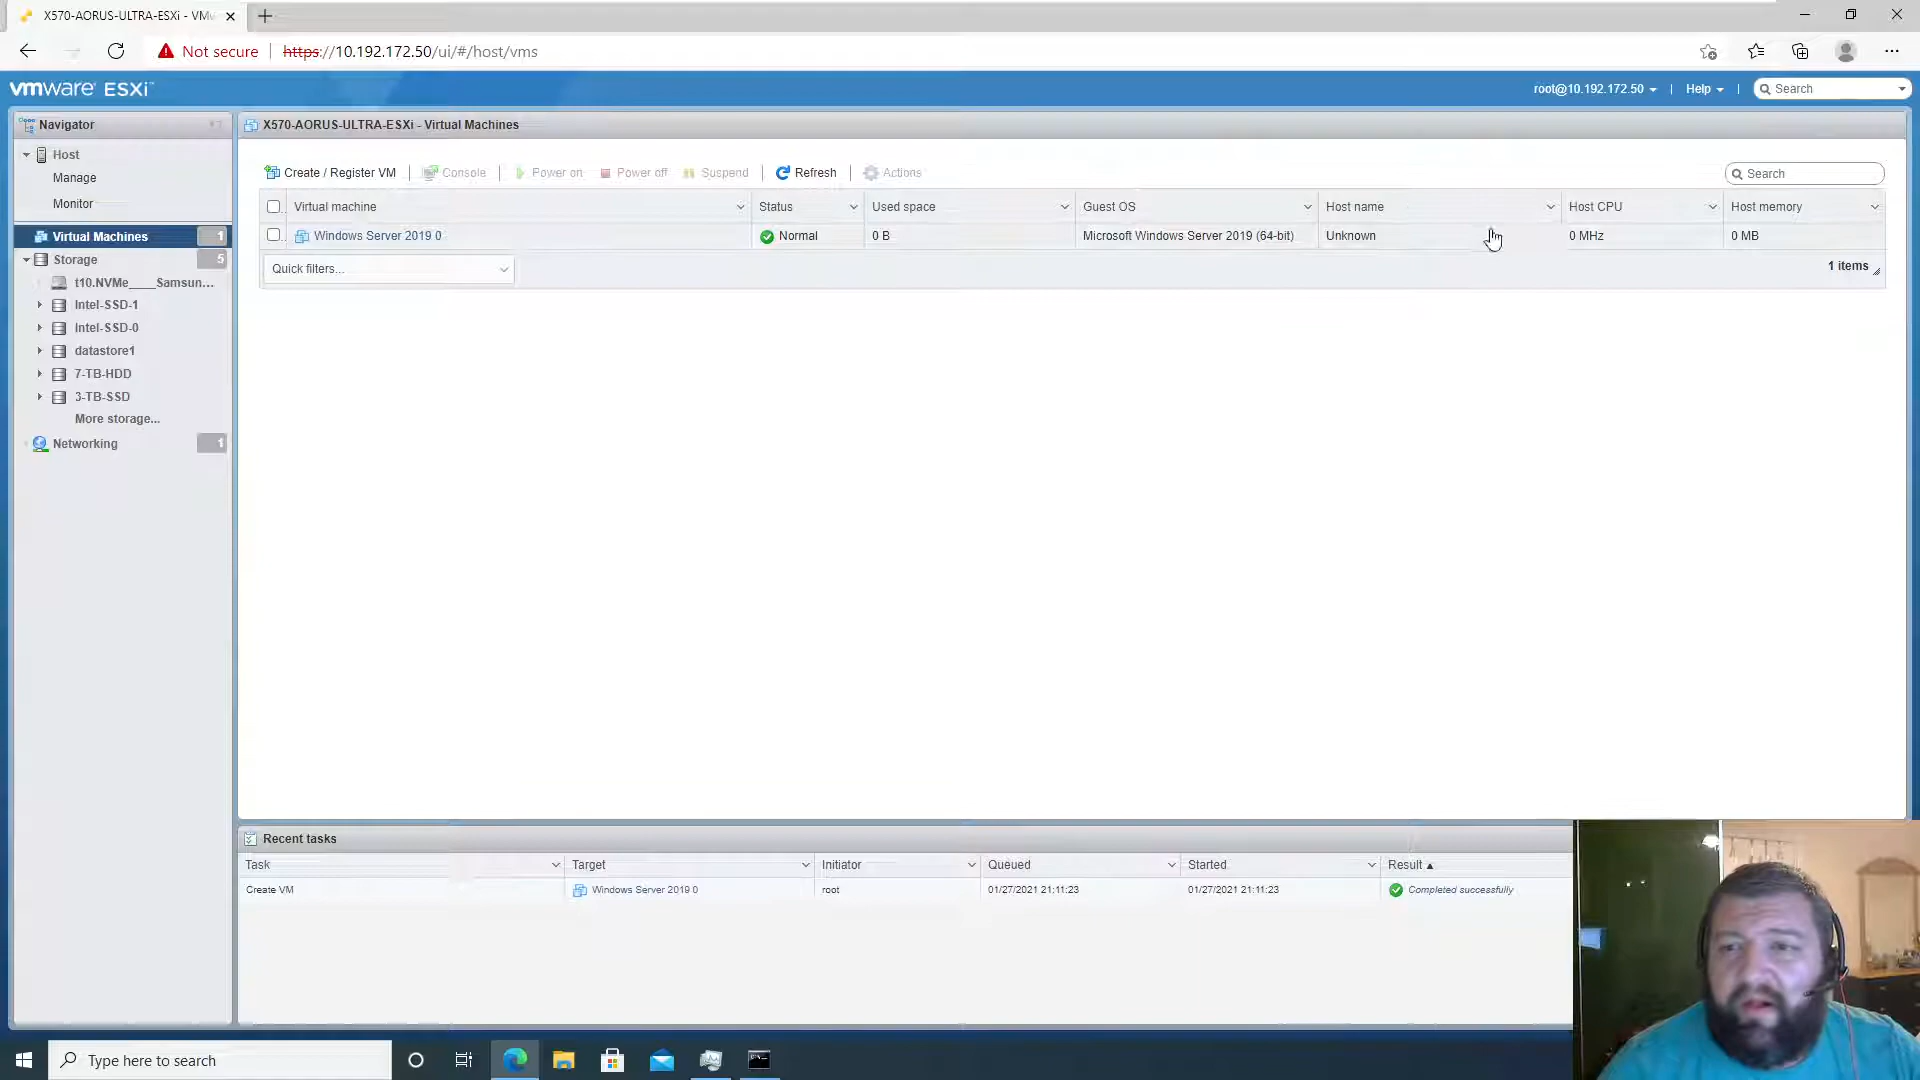 X570-AORUS-ULTRA-ESXi - VM
Not secure
https://10.192.172.50/ui/#/host/vms
vmware ESXi
root@10.192.172.50
Help
Search
Navigator
X570-AORUS-ULTRA-ESXi - Virtual Machines
Host
Manage
Monitor
Virtual Machines 1
Storage 5
t10.NVMe____Samsun...
Intel-SSD-1
Intel-SSD-0
datastore1
7-TB-HDD
3-TB-SSD
More storage...
Networking 1
Create / Register VM
Console
Power on
Power off
Suspend
Refresh
Actions
Search
Virtual machine Status Used space Guest OS Host name Host CPU Host memory
Windows Server 2019 0 Normal 0 B Microsoft Windows Server 2019 (64-bit) Unknown 0 MHz 0 MB
Quick filters...
1 items
Recent tasks
Task Target Initiator Queued Started Result
Create VM Windows Server 2019 0 root 01/27/2021 21:11:23 01/27/2021 21:11:23 Completed successfully
Type here to search